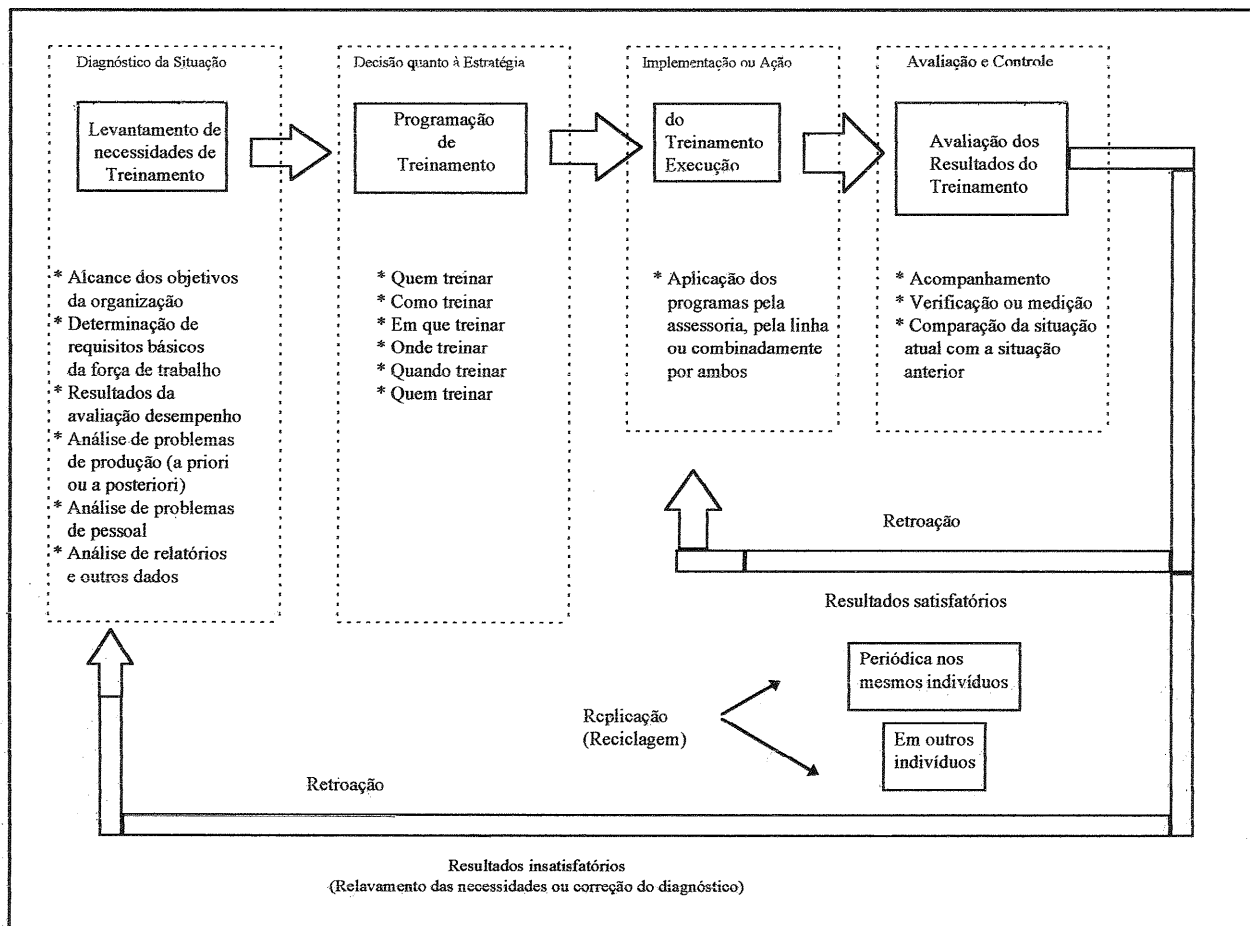 Diagnóstico da Situação
Levantamento de
necessidades de
Treinamento
* Alcance dos objetivos
da organização
* Determinação de
requisitos básicos
da força de trabalho
* Resultados da
avaliação desempenho
* Análise de problemas
de produção (a priori
ou a posteriori)
* Análise de problemas
de pessoal
* Análise de relatórios
e outros dados
Decisão quanto à Estratégia
Programação
de
Treinamento
* Quem treinar
* Como treinar
* Em que treinar
* Onde treinar
* Quando treinar
* Quem treinar
Implementação ou Ação
do
Treinamento
Execução
* Aplicação dos
programas pela
assessoria, pela linha
ou combinadamente
por ambos
Avaliação e Controle
Avaliação dos
Resultados do
Treinamento
* Acompanhamento
* Verificação ou medição
* Comparação da situação
atual com a situação
anterior
Retroação
Resultados satisfatórios
Replicação
(Reciclagem)
Periódica nos
mesmos indivíduos
Em outros
indivíduos
Retroação
Resultados insatisfatórios
(Relavamento das necessidades ou correção do diagnóstico)